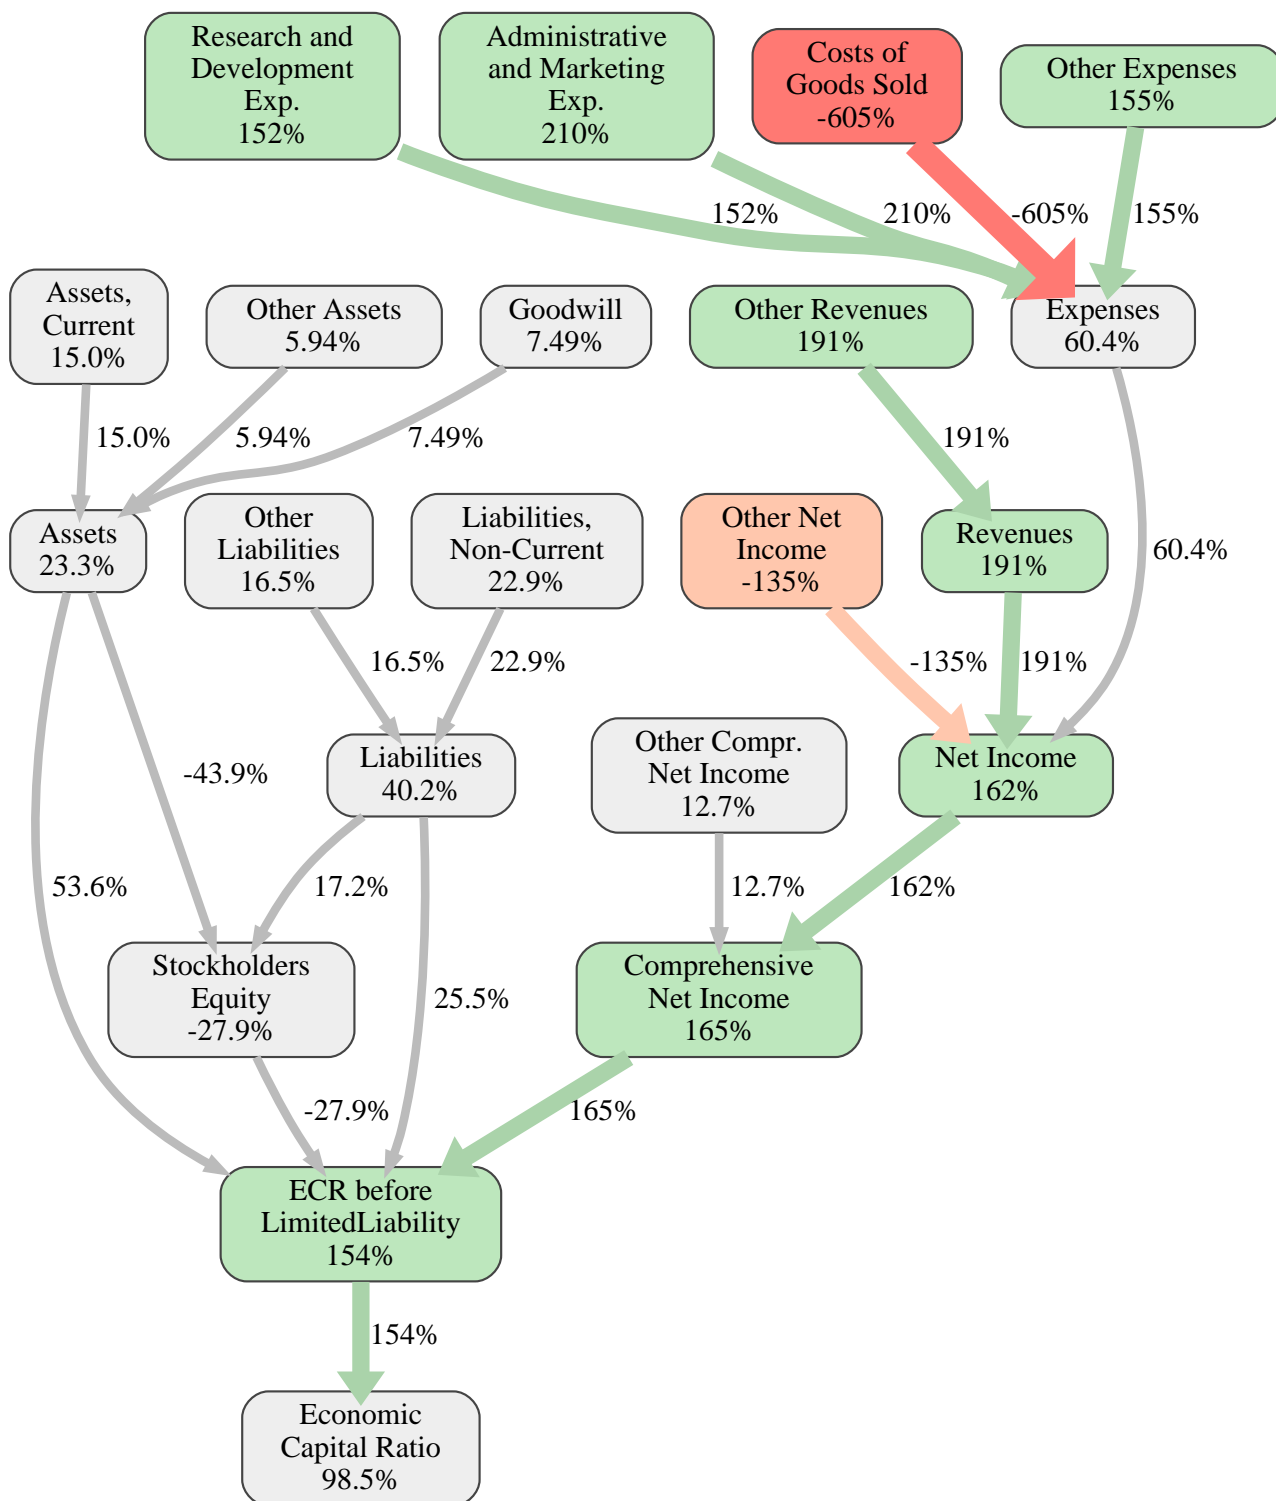 Research and
Development
Exp.
152%
Administrative
and Marketing
Exp.
210%
Costs of
Goods Sold
-605%
Other Expenses
155%
152%
210%
-605%
155%
Assets,
Current
15.0%
Other Assets
5.94%
Goodwill
7.49%
Other Revenues
191%
Expenses
60.4%
15.0%
5.94%
7.49%
191%
Assets
23.3%
Other
Liabilities
16.5%
Liabilities,
Non-Current
22.9%
Other Net
Income
-135%
Revenues
191%
60.4%
16.5%
22.9%
-135%
191%
-43.9%
Liabilities
40.2%
Other Compr.
Net Income
12.7%
Net Income
162%
53.6%
17.2%
12.7%
162%
Stockholders
Equity
-27.9%
25.5%
Comprehensive
Net Income
165%
-27.9%
165%
ECR before
LimitedLiability
154%
154%
Economic
Capital Ratio
98.5%